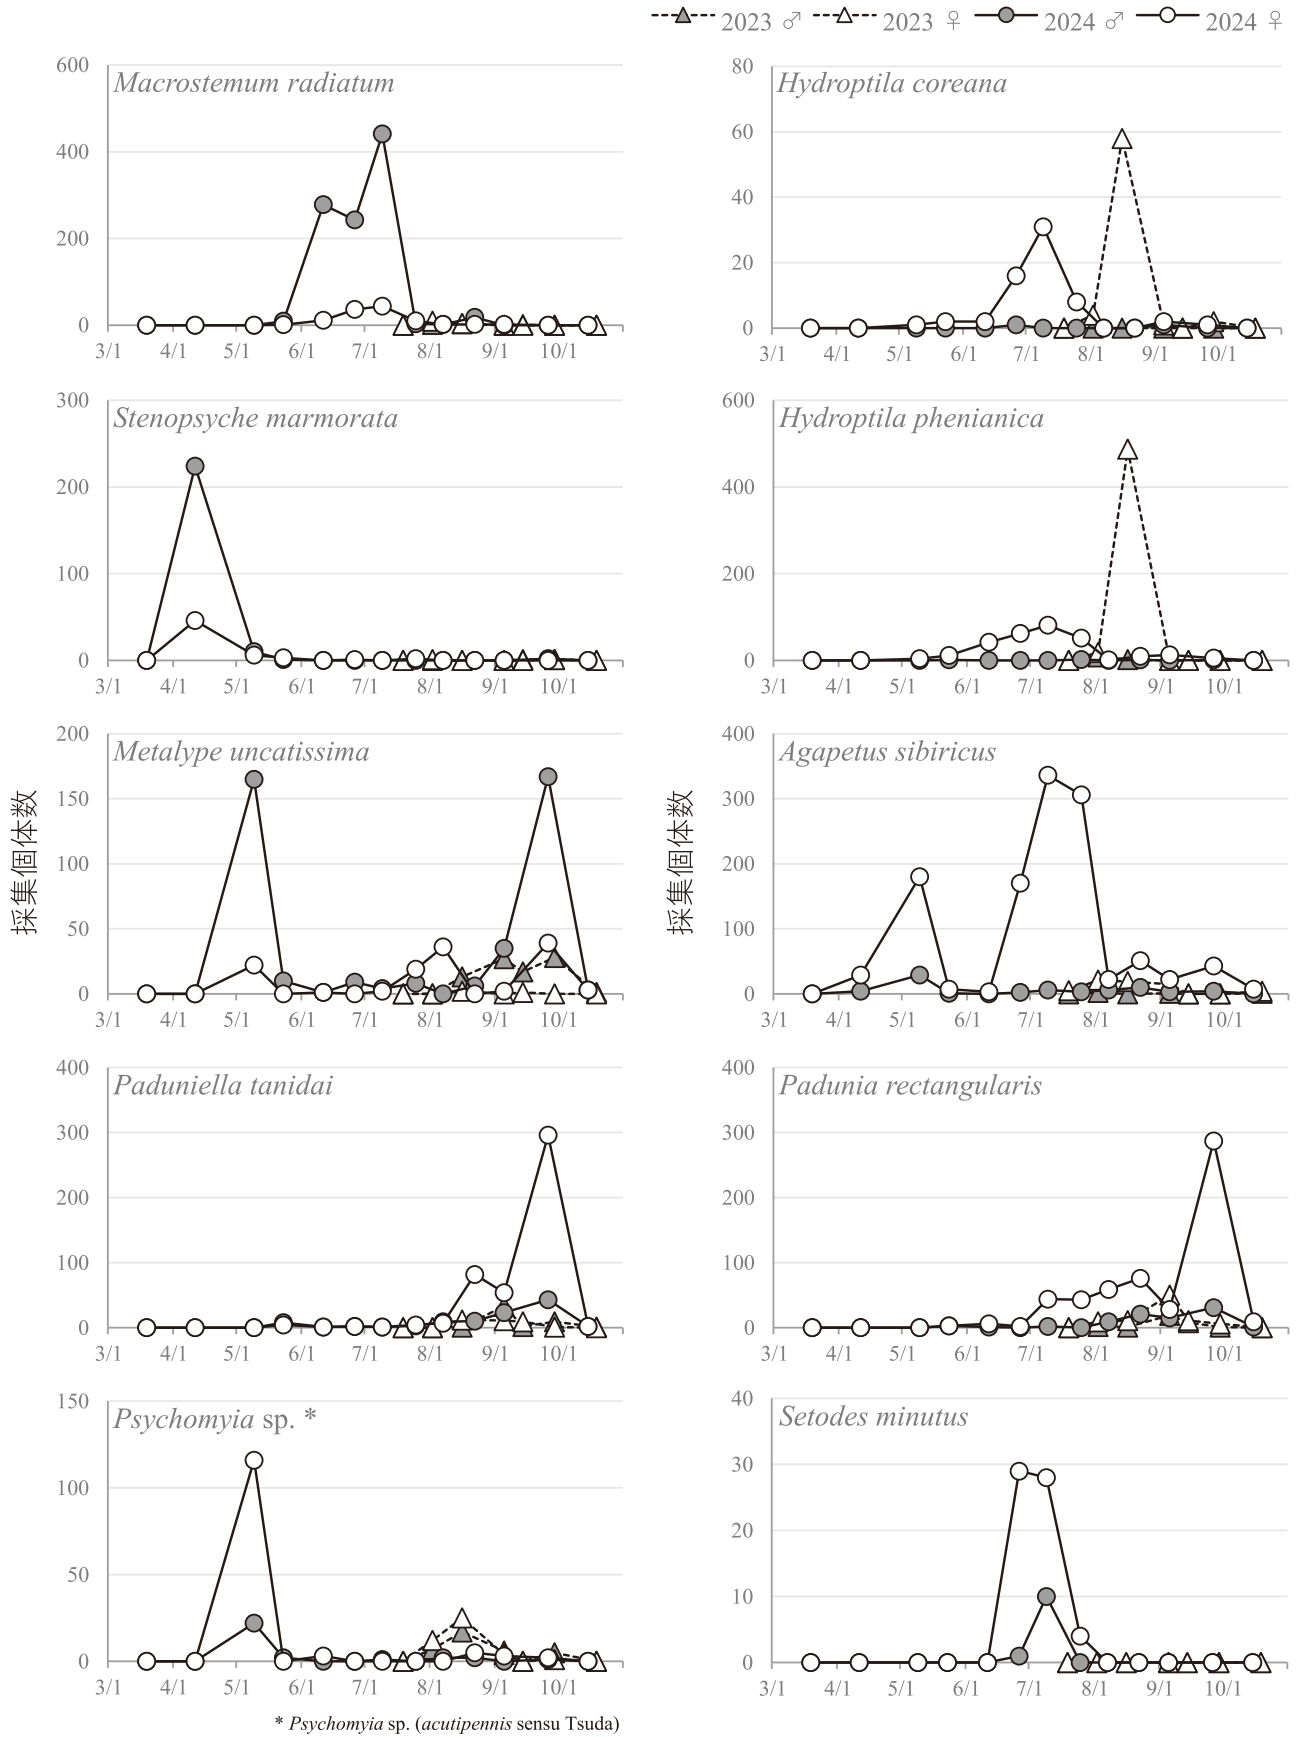 2023 ♂ 2023 ♀ 2024 ♂ 2024 ♀
Macrostemum radiatum
600
400
200
0
3/1 4/1 5/1 6/1 7/1 8/1 9/1 10/1
Hydroptila coreana
80
60
40
20
0
3/1 4/1 5/1 6/1 7/1 8/1 9/1 10/1
Stenopsyche marmorata
300
200
100
0
3/1 4/1 5/1 6/1 7/1 8/1 9/1 10/1
Hydroptila phenianica
600
400
200
0
3/1 4/1 5/1 6/1 7/1 8/1 9/1 10/1
採集個体数
Metalype uncatissima
200
150
100
50
0
3/1 4/1 5/1 6/1 7/1 8/1 9/1 10/1
採集個体数
Agapetus sibiricus
400
300
200
100
0
3/1 4/1 5/1 6/1 7/1 8/1 9/1 10/1
Paduniella tanidai
400
300
200
100
0
3/1 4/1 5/1 6/1 7/1 8/1 9/1 10/1
Padunia rectangularis
400
300
200
100
0
3/1 4/1 5/1 6/1 7/1 8/1 9/1 10/1
Psychomyia sp. *
150
100
50
0
3/1 4/1 5/1 6/1 7/1 8/1 9/1 10/1
Setodes minutus
40
30
20
10
0
3/1 4/1 5/1 6/1 7/1 8/1 9/1 10/1
* Psychomyia sp. (acutipennis sensu Tsuda)